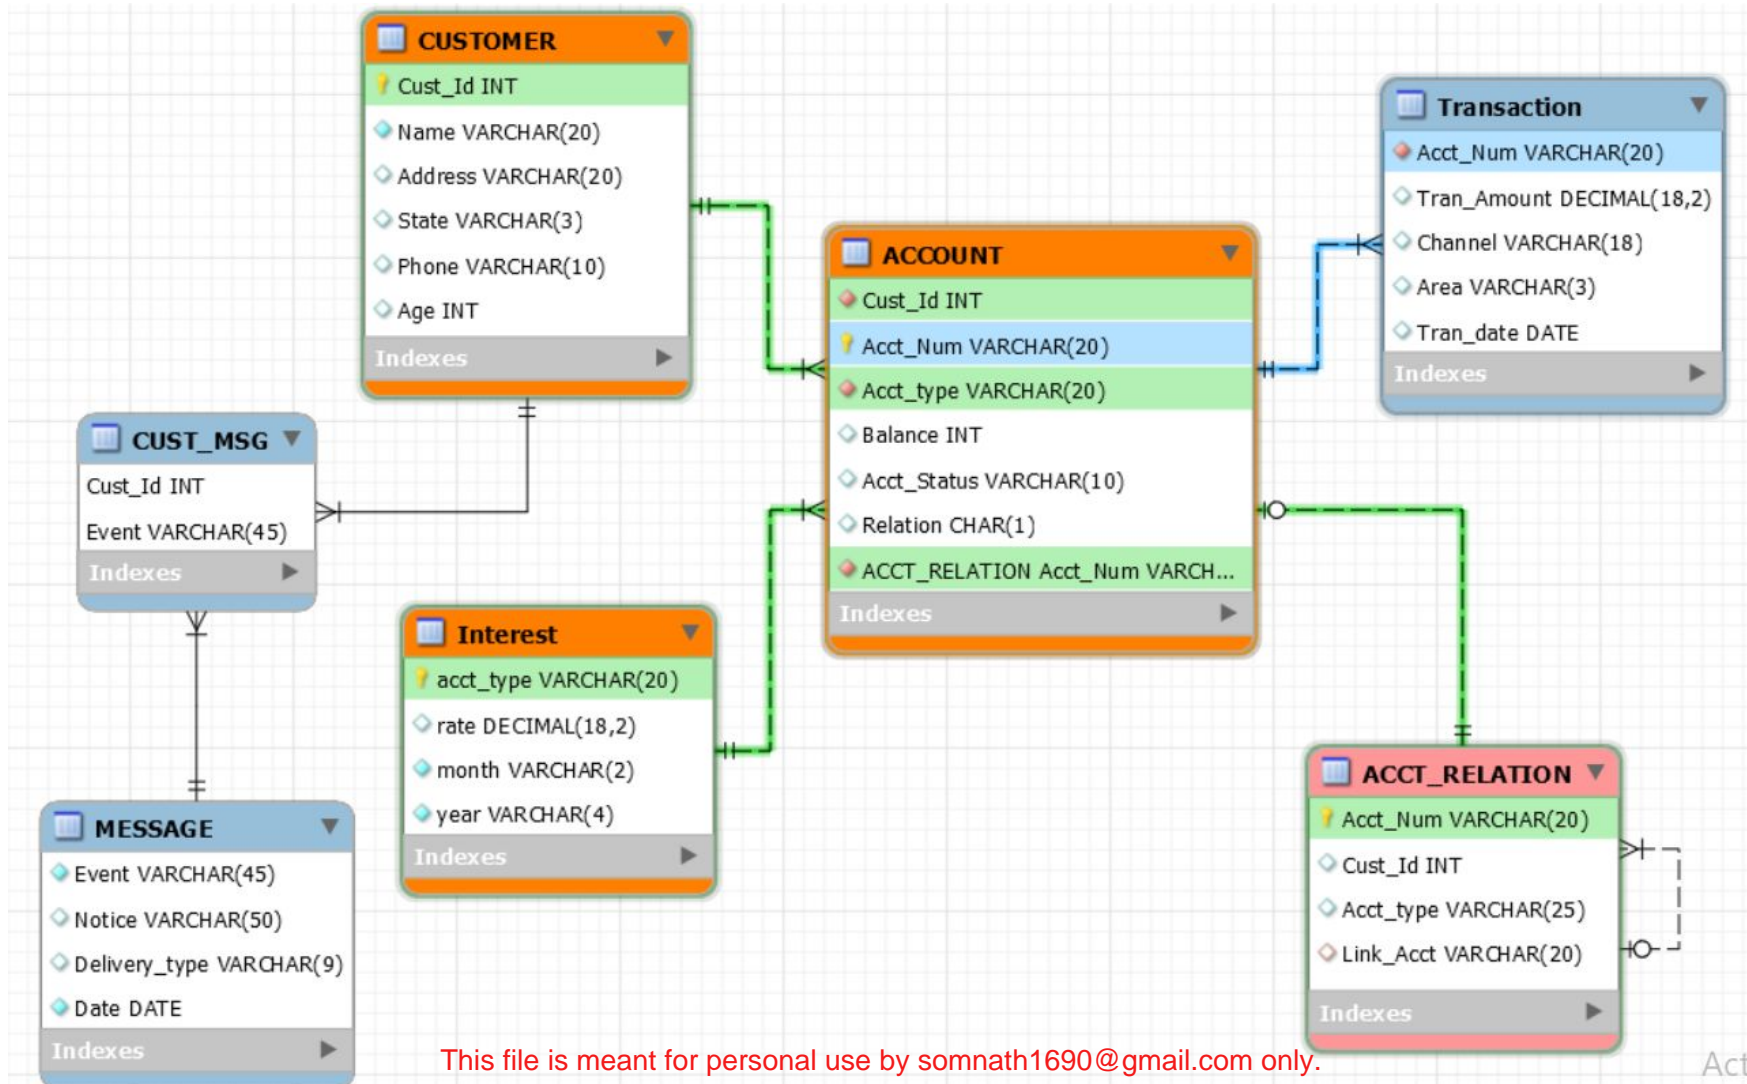 CUSTOMER
Cust_Id INT
Name VARCHAR(20)
Address VARCHAR(20)
State VARCHAR(3)
Phone VARCHAR(10)
Age INT
Indexes
Transaction
Acct_Num VARCHAR(20)
Tran_Amount DECIMAL(18,2)
Channel VARCHAR(18)
Area VARCHAR(3)
Tran_date DATE
Indexes
ACCOUNT
Cust_Id INT
Acct_Num VARCHAR(20)
Acct_type VARCHAR(20)
Balance INT
Acct_Status VARCHAR(10)
Relation CHAR(1)
ACCT_RELATION Acct_Num VARCH...
Indexes
CUST_MSG
Cust_Id INT
Event VARCHAR(45)
Indexes
Interest
acct_type VARCHAR(20)
rate DECIMAL(18,2)
month VARCHAR(2)
year VARCHAR(4)
Indexes
MESSAGE
Event VARCHAR(45)
Notice VARCHAR(50)
Delivery_type VARCHAR(9)
Date DATE
Indexes
ACCT_RELATION
Acct_Num VARCHAR(20)
Cust_Id INT
Acct_type VARCHAR(25)
Link_Acct VARCHAR(20)
Indexes
This file is meant for personal use by somnath1690@gmail.com only.
Act